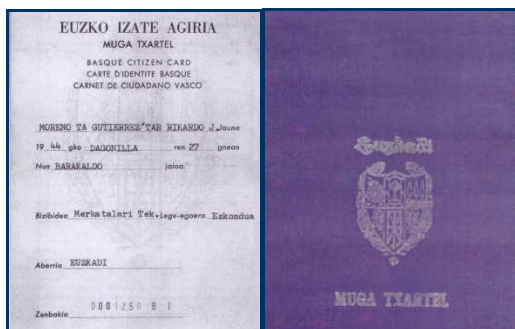 EUZKO IZATE AGIRIA
MUGA TXARTEL
BASQUE CITIZEN CARD
CARTE D'IDENTITE BASQUE
CARNET DE CIUDADANO VASCO
MORENO TA GUTIERREZ'TAR RIKARDO J. Jauna
19 44 gko DAGONILLA ren 27 gnean
Nun BARAKALDO jaioa.
Bizibidea Merkatalari Tek. Lege-egoera Ezkondua
Aberria EUZKADI
Zenbakia 0001250 B I
Euzkadi
MUGA TXARTEL